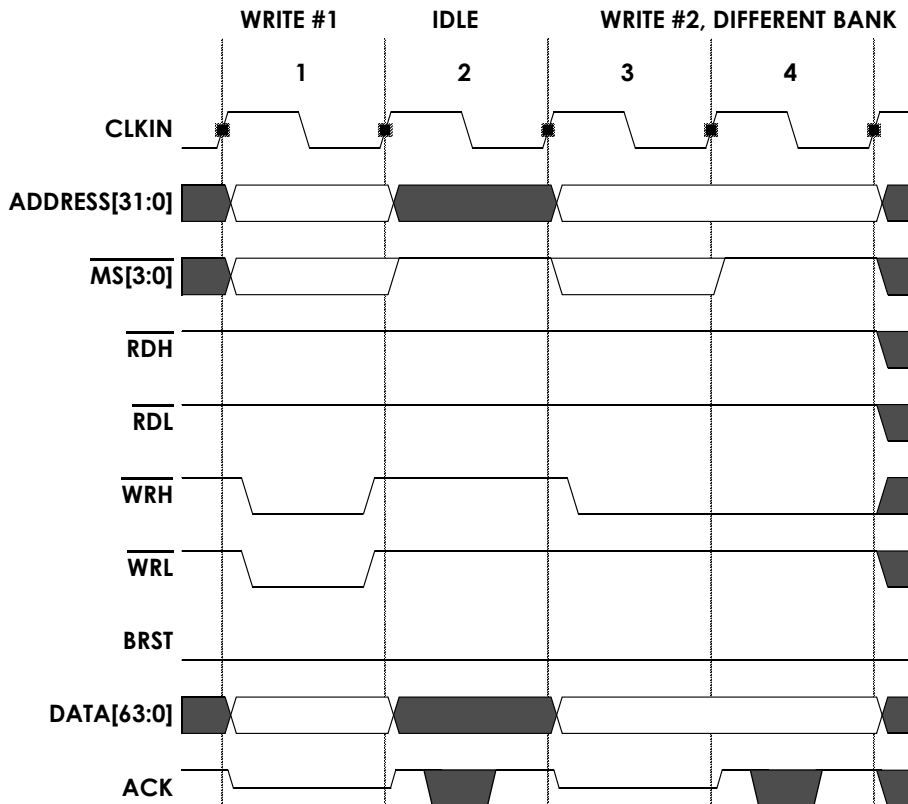 WRITE #1 IDLE WRITE #2, DIFFERENT BANK
1 2 3 4
CLKIN
ADDRESS[31:0]
MS[3:0]
RDH
RDL
WRH
WRL
BRST
DATA[63:0]
ACK